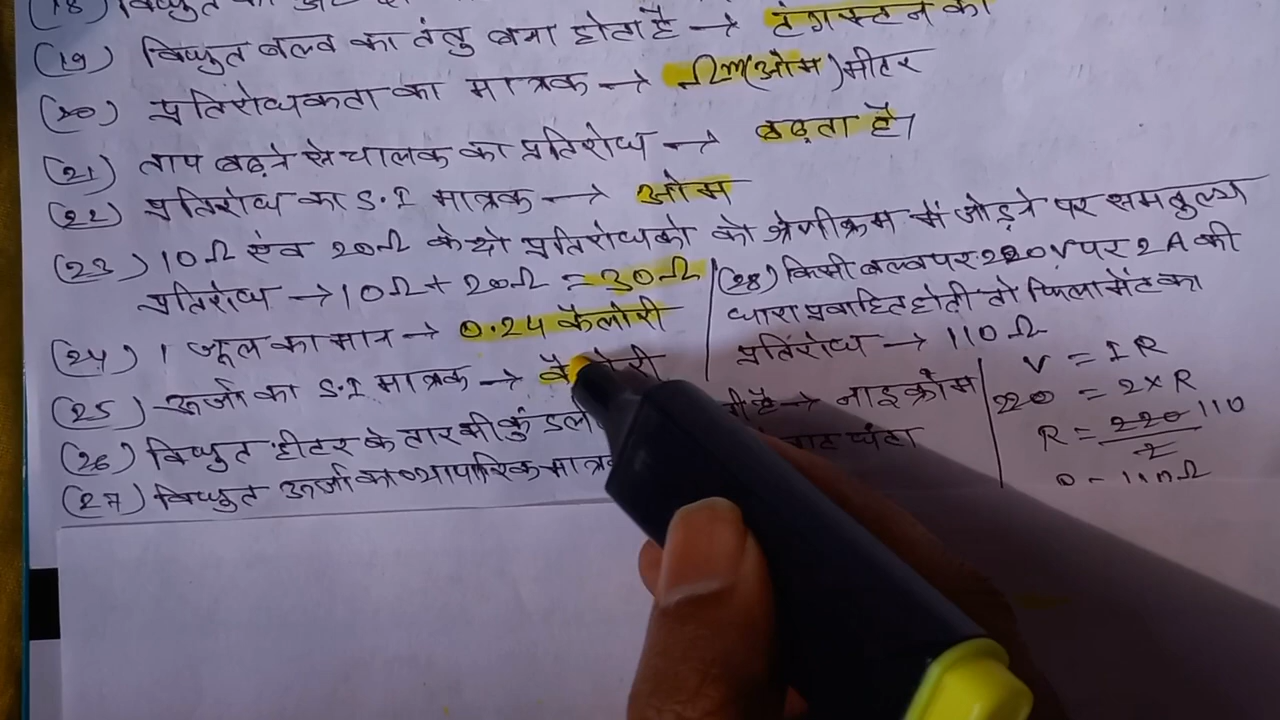 (18) विद्युत का
(19) विद्युत बल्ब का तंतु बना होता है → टंगस्टन का
(20) प्रतिरोधकता का मात्रक → Ωm(ओम) मीटर
(21) ताप बढ़ने से चालक का प्रतिरोध → बढ़ता है।
(22) प्रतिरोध का S.I मात्रक → ओम
(23) 10Ω एंव 20Ω के दो प्रतिरोधको को श्रेणीक्रम में जोड़ने पर समतुल्य
प्रतिरोध → 10Ω + 20Ω = 30Ω
(24) 1 जूल का मान → 0.24 कैलोरी
(25) ऊर्जा का S.I मात्रक → कै री
(26) विद्युत हीटर के तार की कुंडली है → नाइक्रोम
(27) विद्युत ऊर्जा का व्यापारिक मात्रक वाट घंटा
(28) किसी बल्ब पर 220V पर 2A की
धारा प्रवाहित होती तो फिलामेंट का
प्रतिरोध → 110Ω
V = IR
220 = 2×R
R = 220 110
2
110Ω